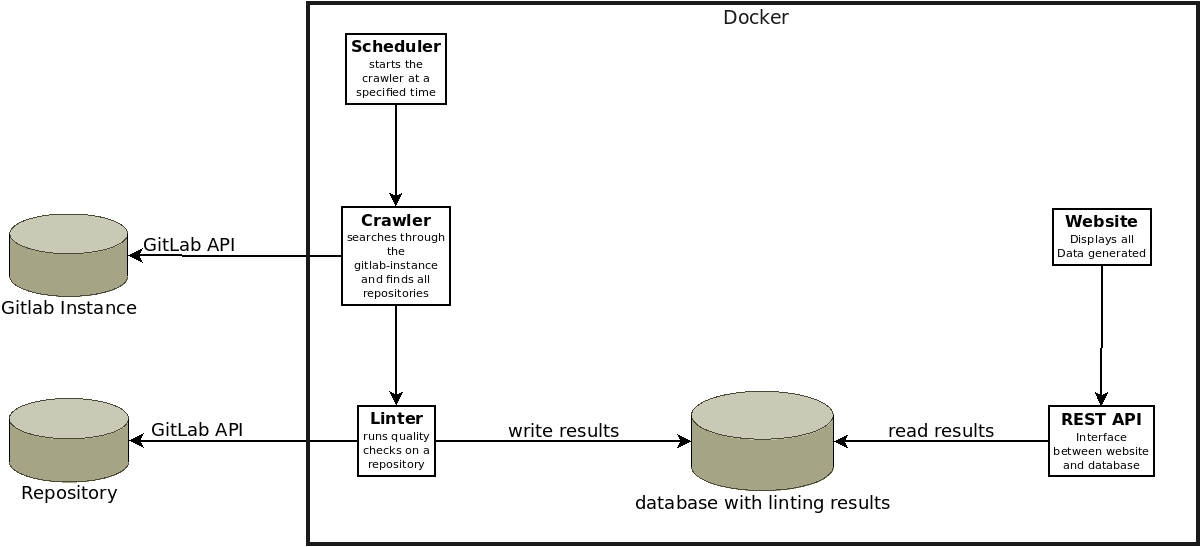 Docker
Scheduler
starts the
crawler at a
specified time
Crawler
searches through
the
gitlab-instance
and finds all
repositories
Website
Displays all
Data generated
GitLab API
Gitlab Instance
Linter
runs quality
checks on a
repository
REST API
Interface
between website
and database
GitLab API
write results
read results
Repository
database with linting results